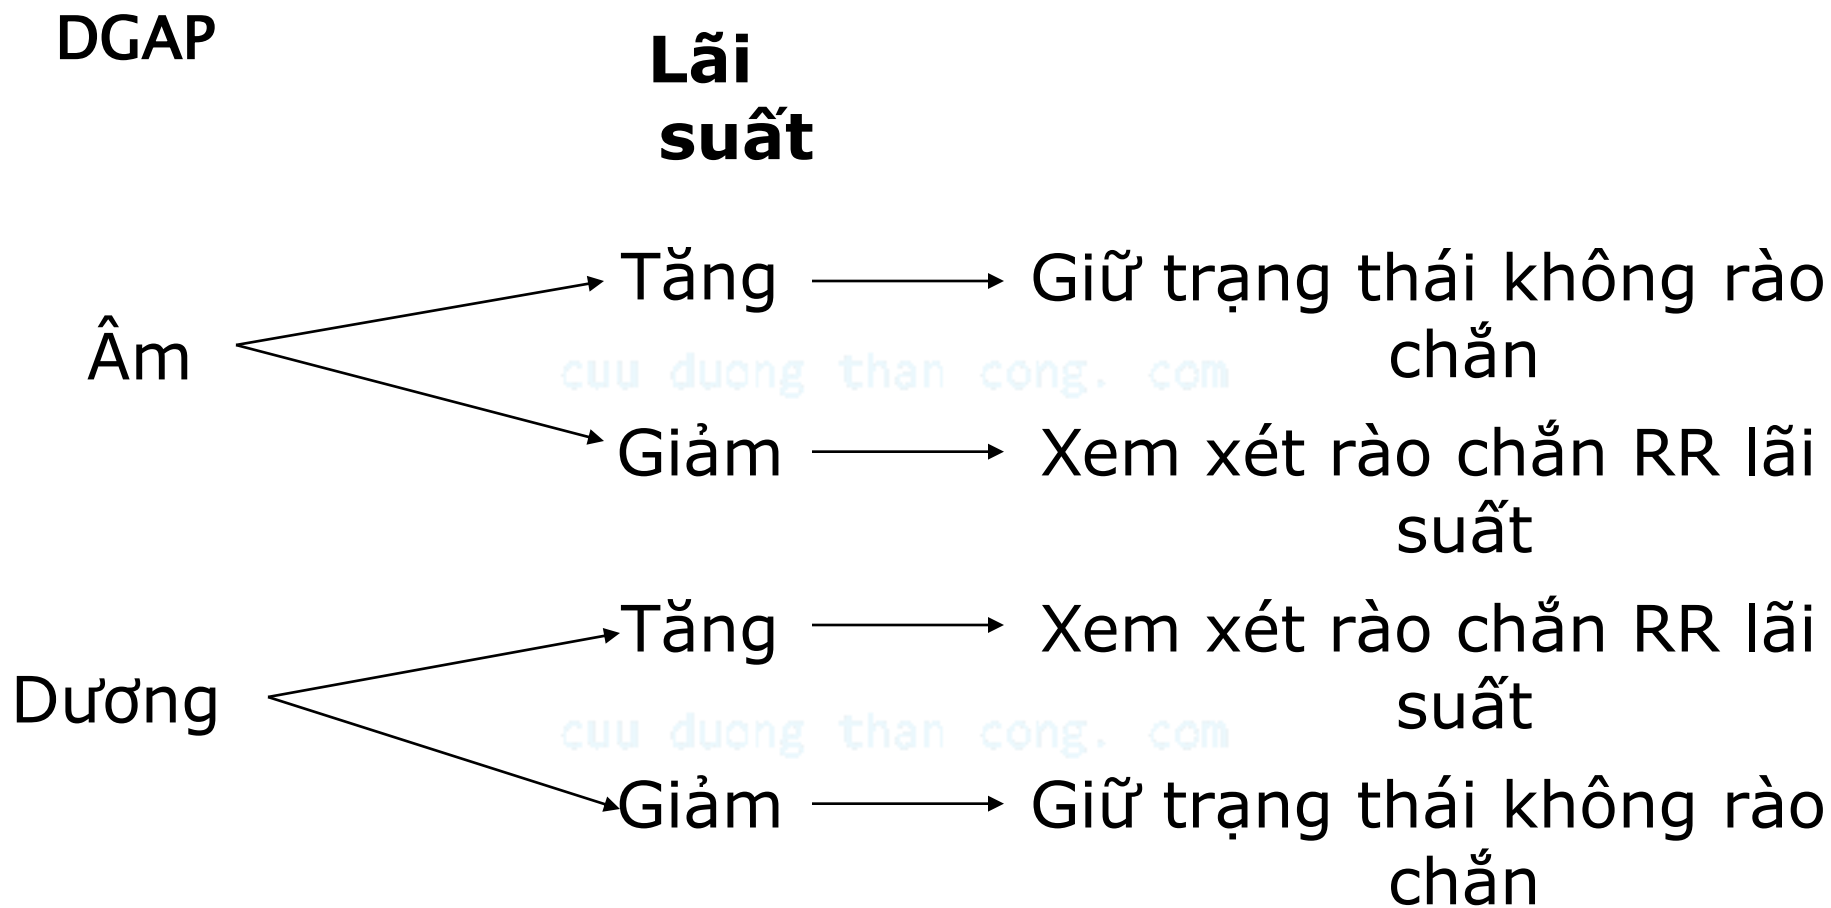 DGAP
Lãi
suất
Tăng
Giữ trạng thái không rào
chắn
Âm
cuu duong than cong. com
Giảm
Xem xét rào chắn RR lãi
suất
Tăng
Xem xét rào chắn RR lãi
suất
Dương
cuu duong than cong. com
Giảm
Giữ trạng thái không rào
chắn